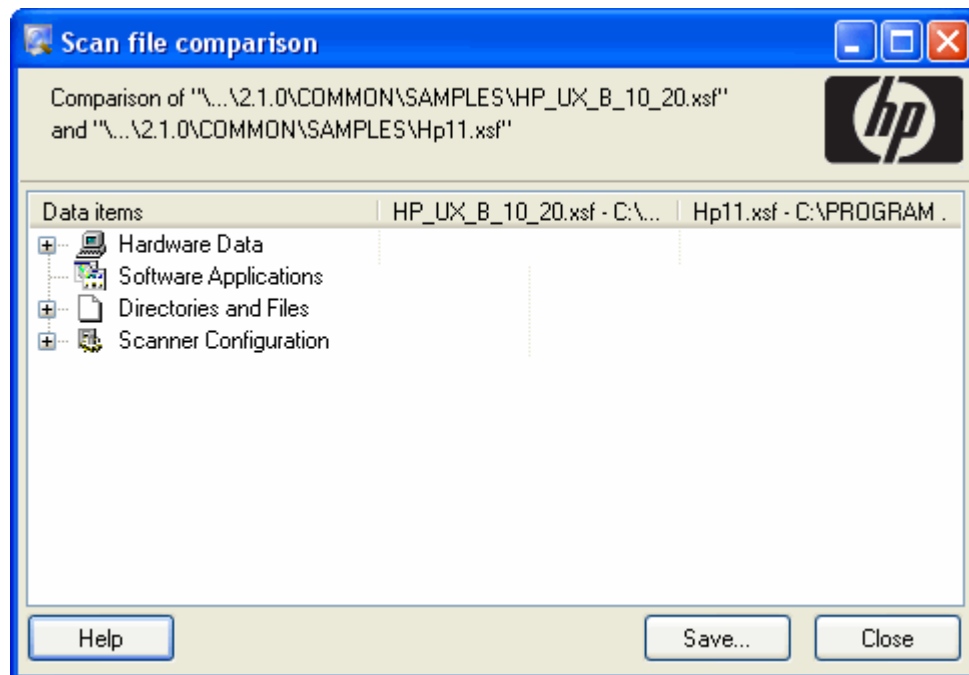 Scan file comparison
Comparison of "\...\2.1.0\COMMON\SAMPLES\HP_UX_B_10_20.xsf"
and "\...\2.1.0\COMMON\SAMPLES\Hp11.xsf"
hp
Data items HP_UX_B_10_20.xsf - C:\... Hp11.xsf - C:\PROGRAM .
Hardware Data
Software Applications
Directories and Files
Scanner Configuration
Help Save... Close